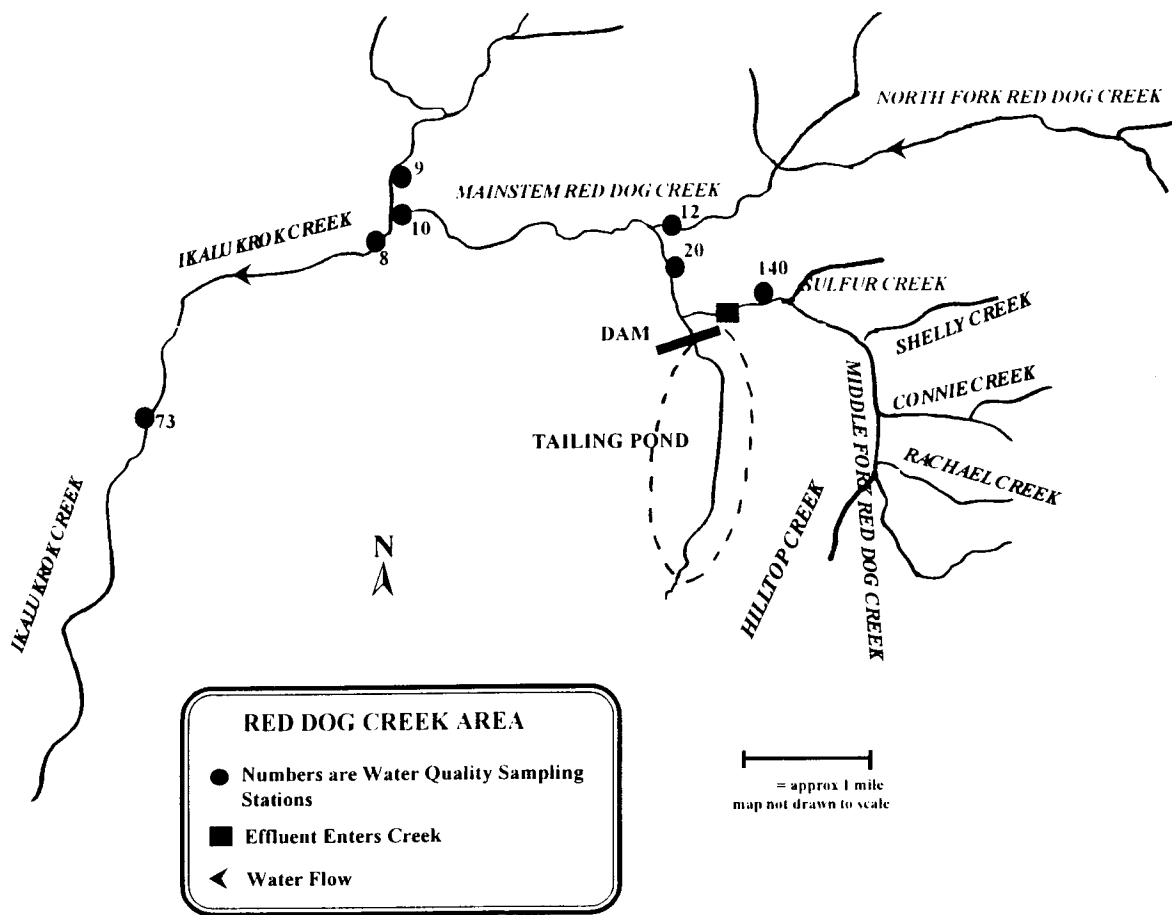 NORTH FORK RED DOG CREEK
9
MAINSTEM RED DOG CREEK
12
10
IKALUKROK CREEK
8
20
140
SULFUR CREEK
DAM
SHELLY CREEK
MIDDLE FORK RED DOG CREEK
CONNIE CREEK
73
TAILING POND
RACHAEL CREEK
HILLTOP CREEK
IKALUKROK CREEK
N
RED DOG CREEK AREA
Numbers are Water Quality Sampling
Stations
Effluent Enters Creek
Water Flow
= approx 1 mile
map not drawn to scale